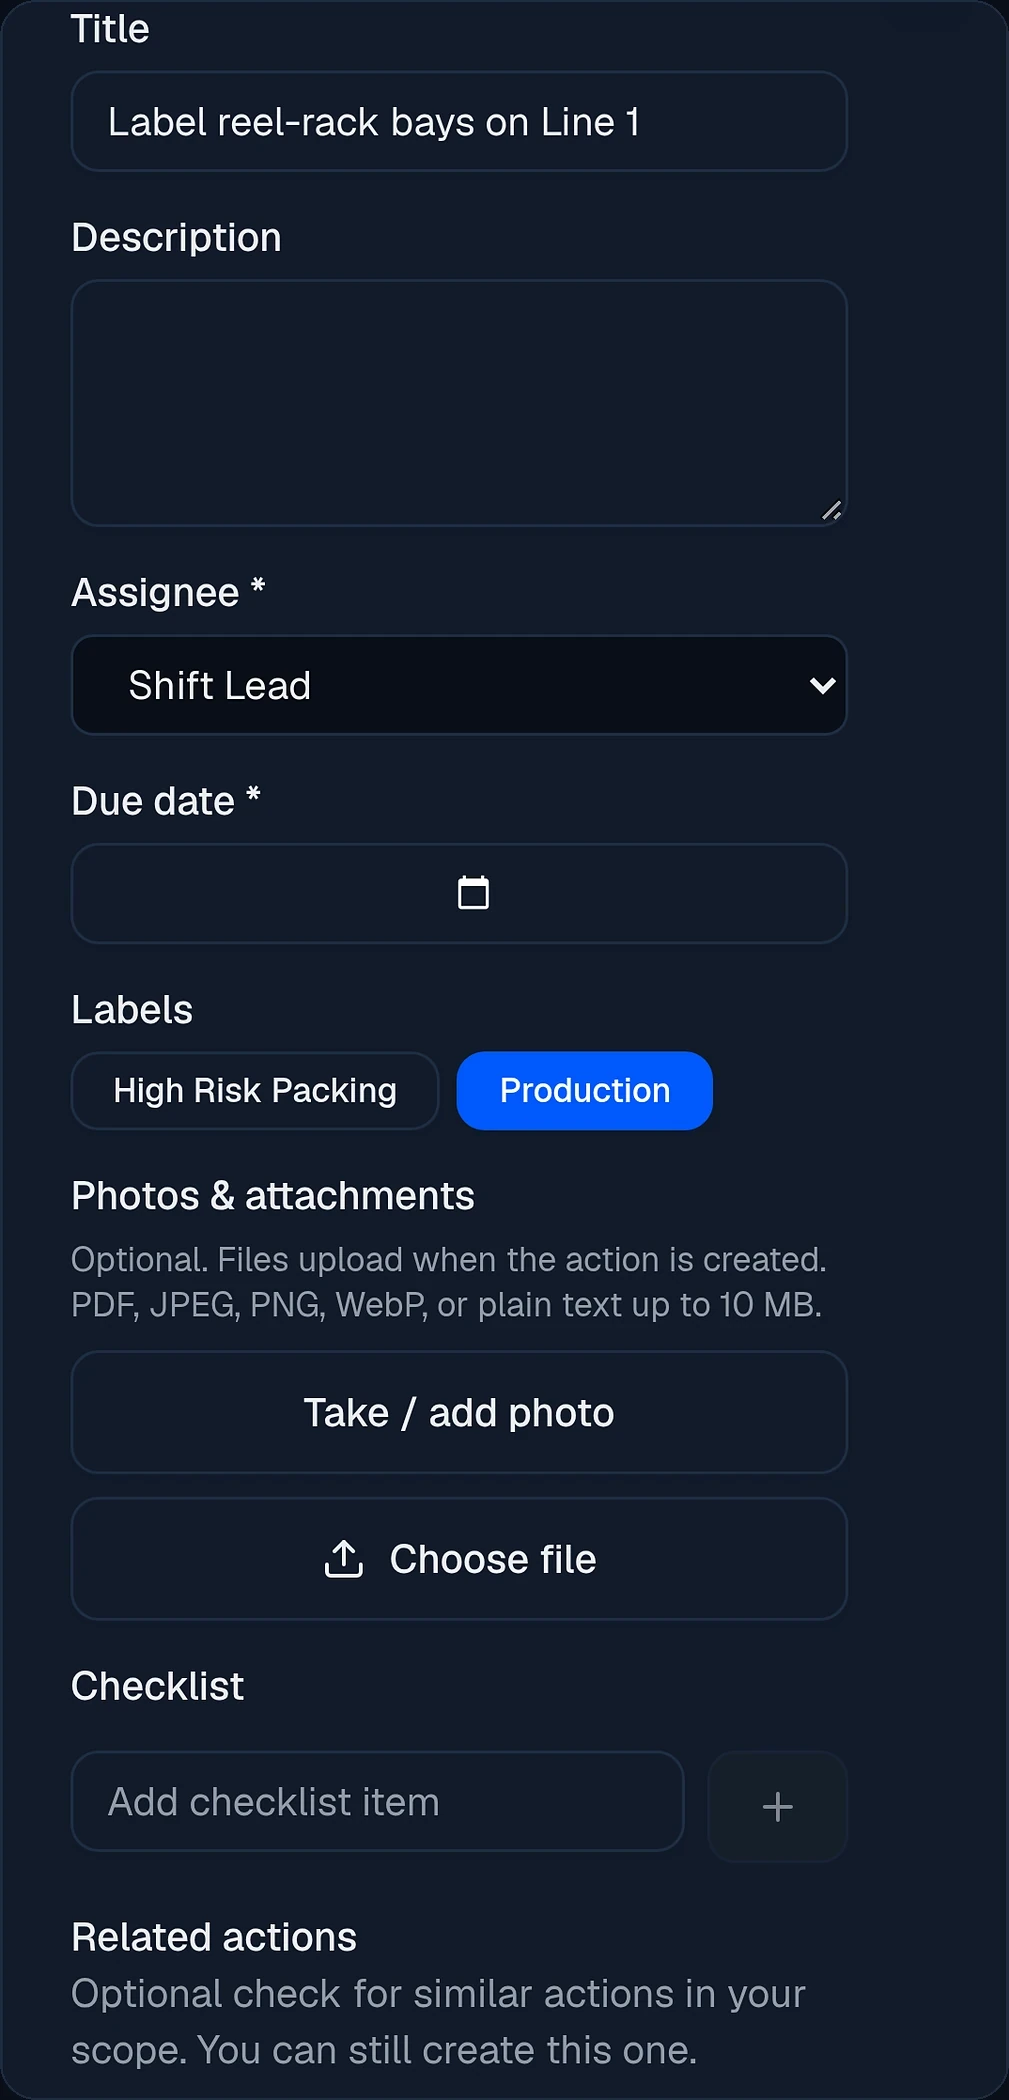 Title
Label reel-rack bays on Line 1
Description
Assignee *
Shift Lead
Due date *
Labels
High Risk Packing
Production
Photos & attachments
Optional. Files upload when the action is created.
PDF, JPEG, PNG, WebP, or plain text up to 10 MB.
Take / add photo
Choose file
Checklist
Add checklist item
Related actions
Optional check for similar actions in your
scope. You can still create this one.